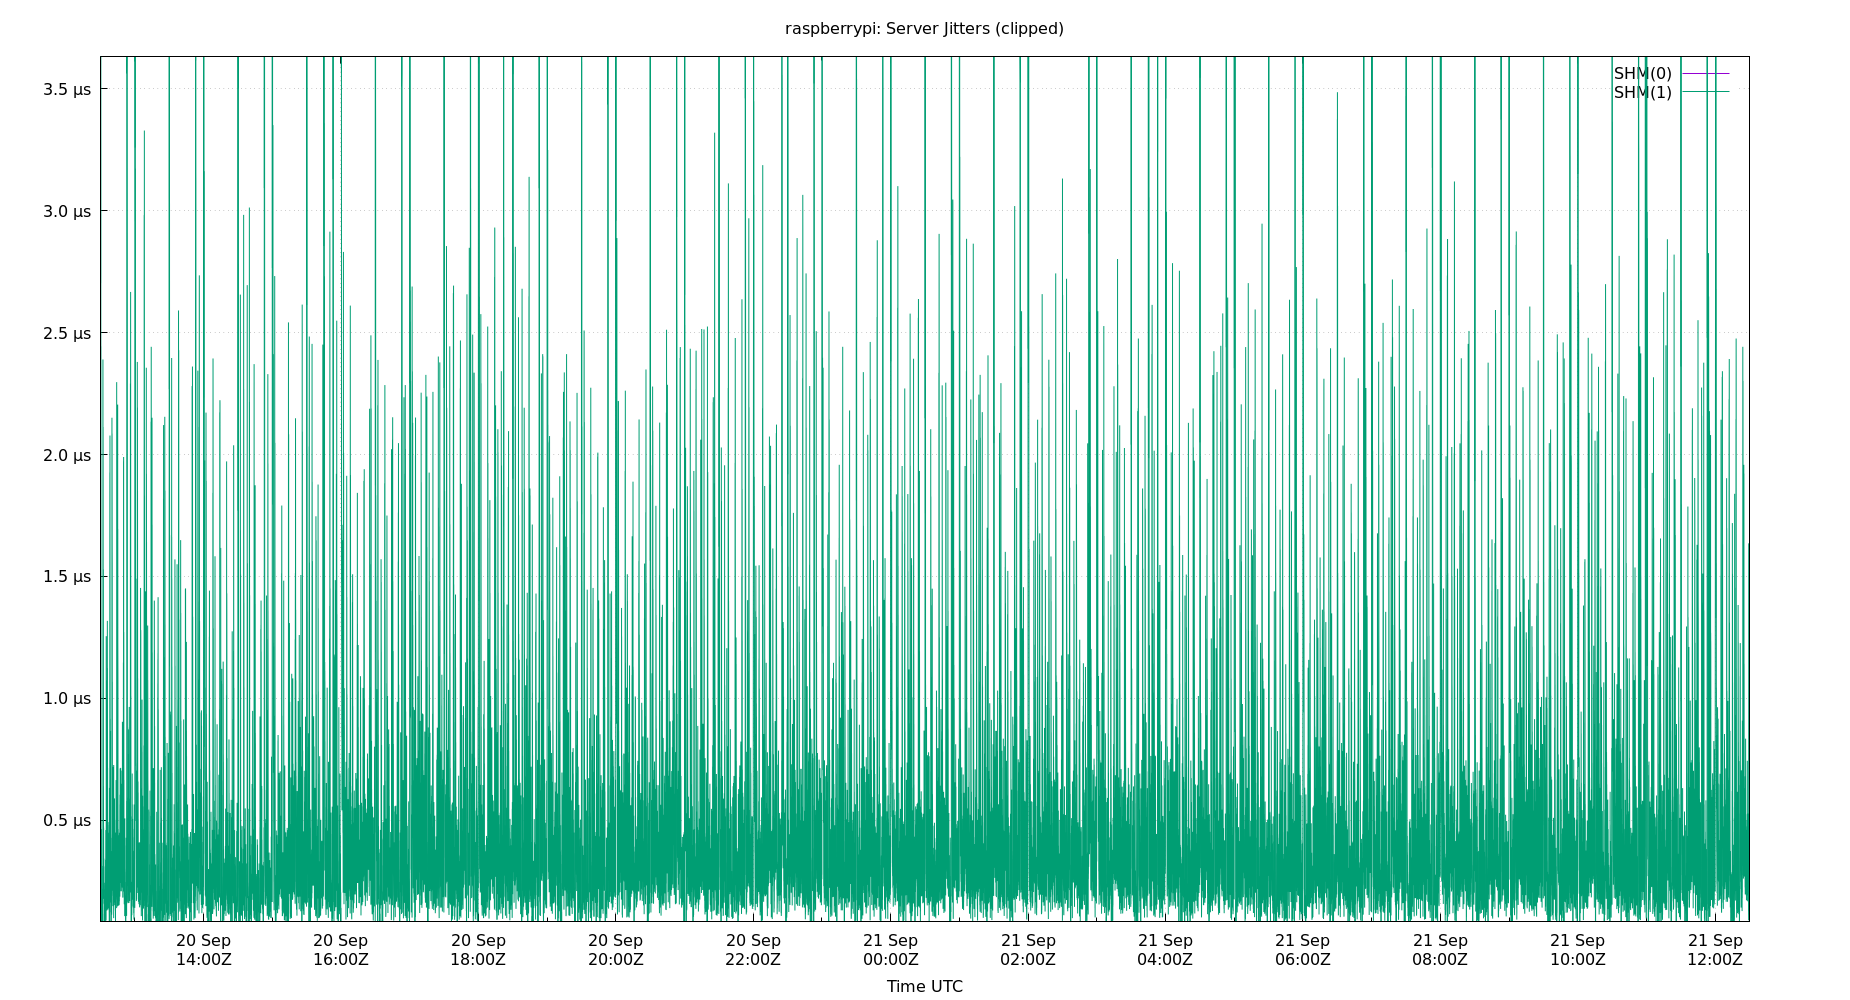 raspberrypi: Server Jitters (clipped)
SHM(0)
SHM(1)
3.5 µs
3.0 µs
2.5 µs
2.0 µs
1.5 µs
1.0 µs
0.5 µs
20 Sep 20 Sep 20 Sep 20 Sep 20 Sep 21 Sep 21 Sep 21 Sep 21 Sep 21 Sep 21 Sep 21 Sep
14:00Z 16:00Z 18:00Z 20:00Z 22:00Z 00:00Z 02:00Z 04:00Z 06:00Z 08:00Z 10:00Z 12:00Z
Time UTC